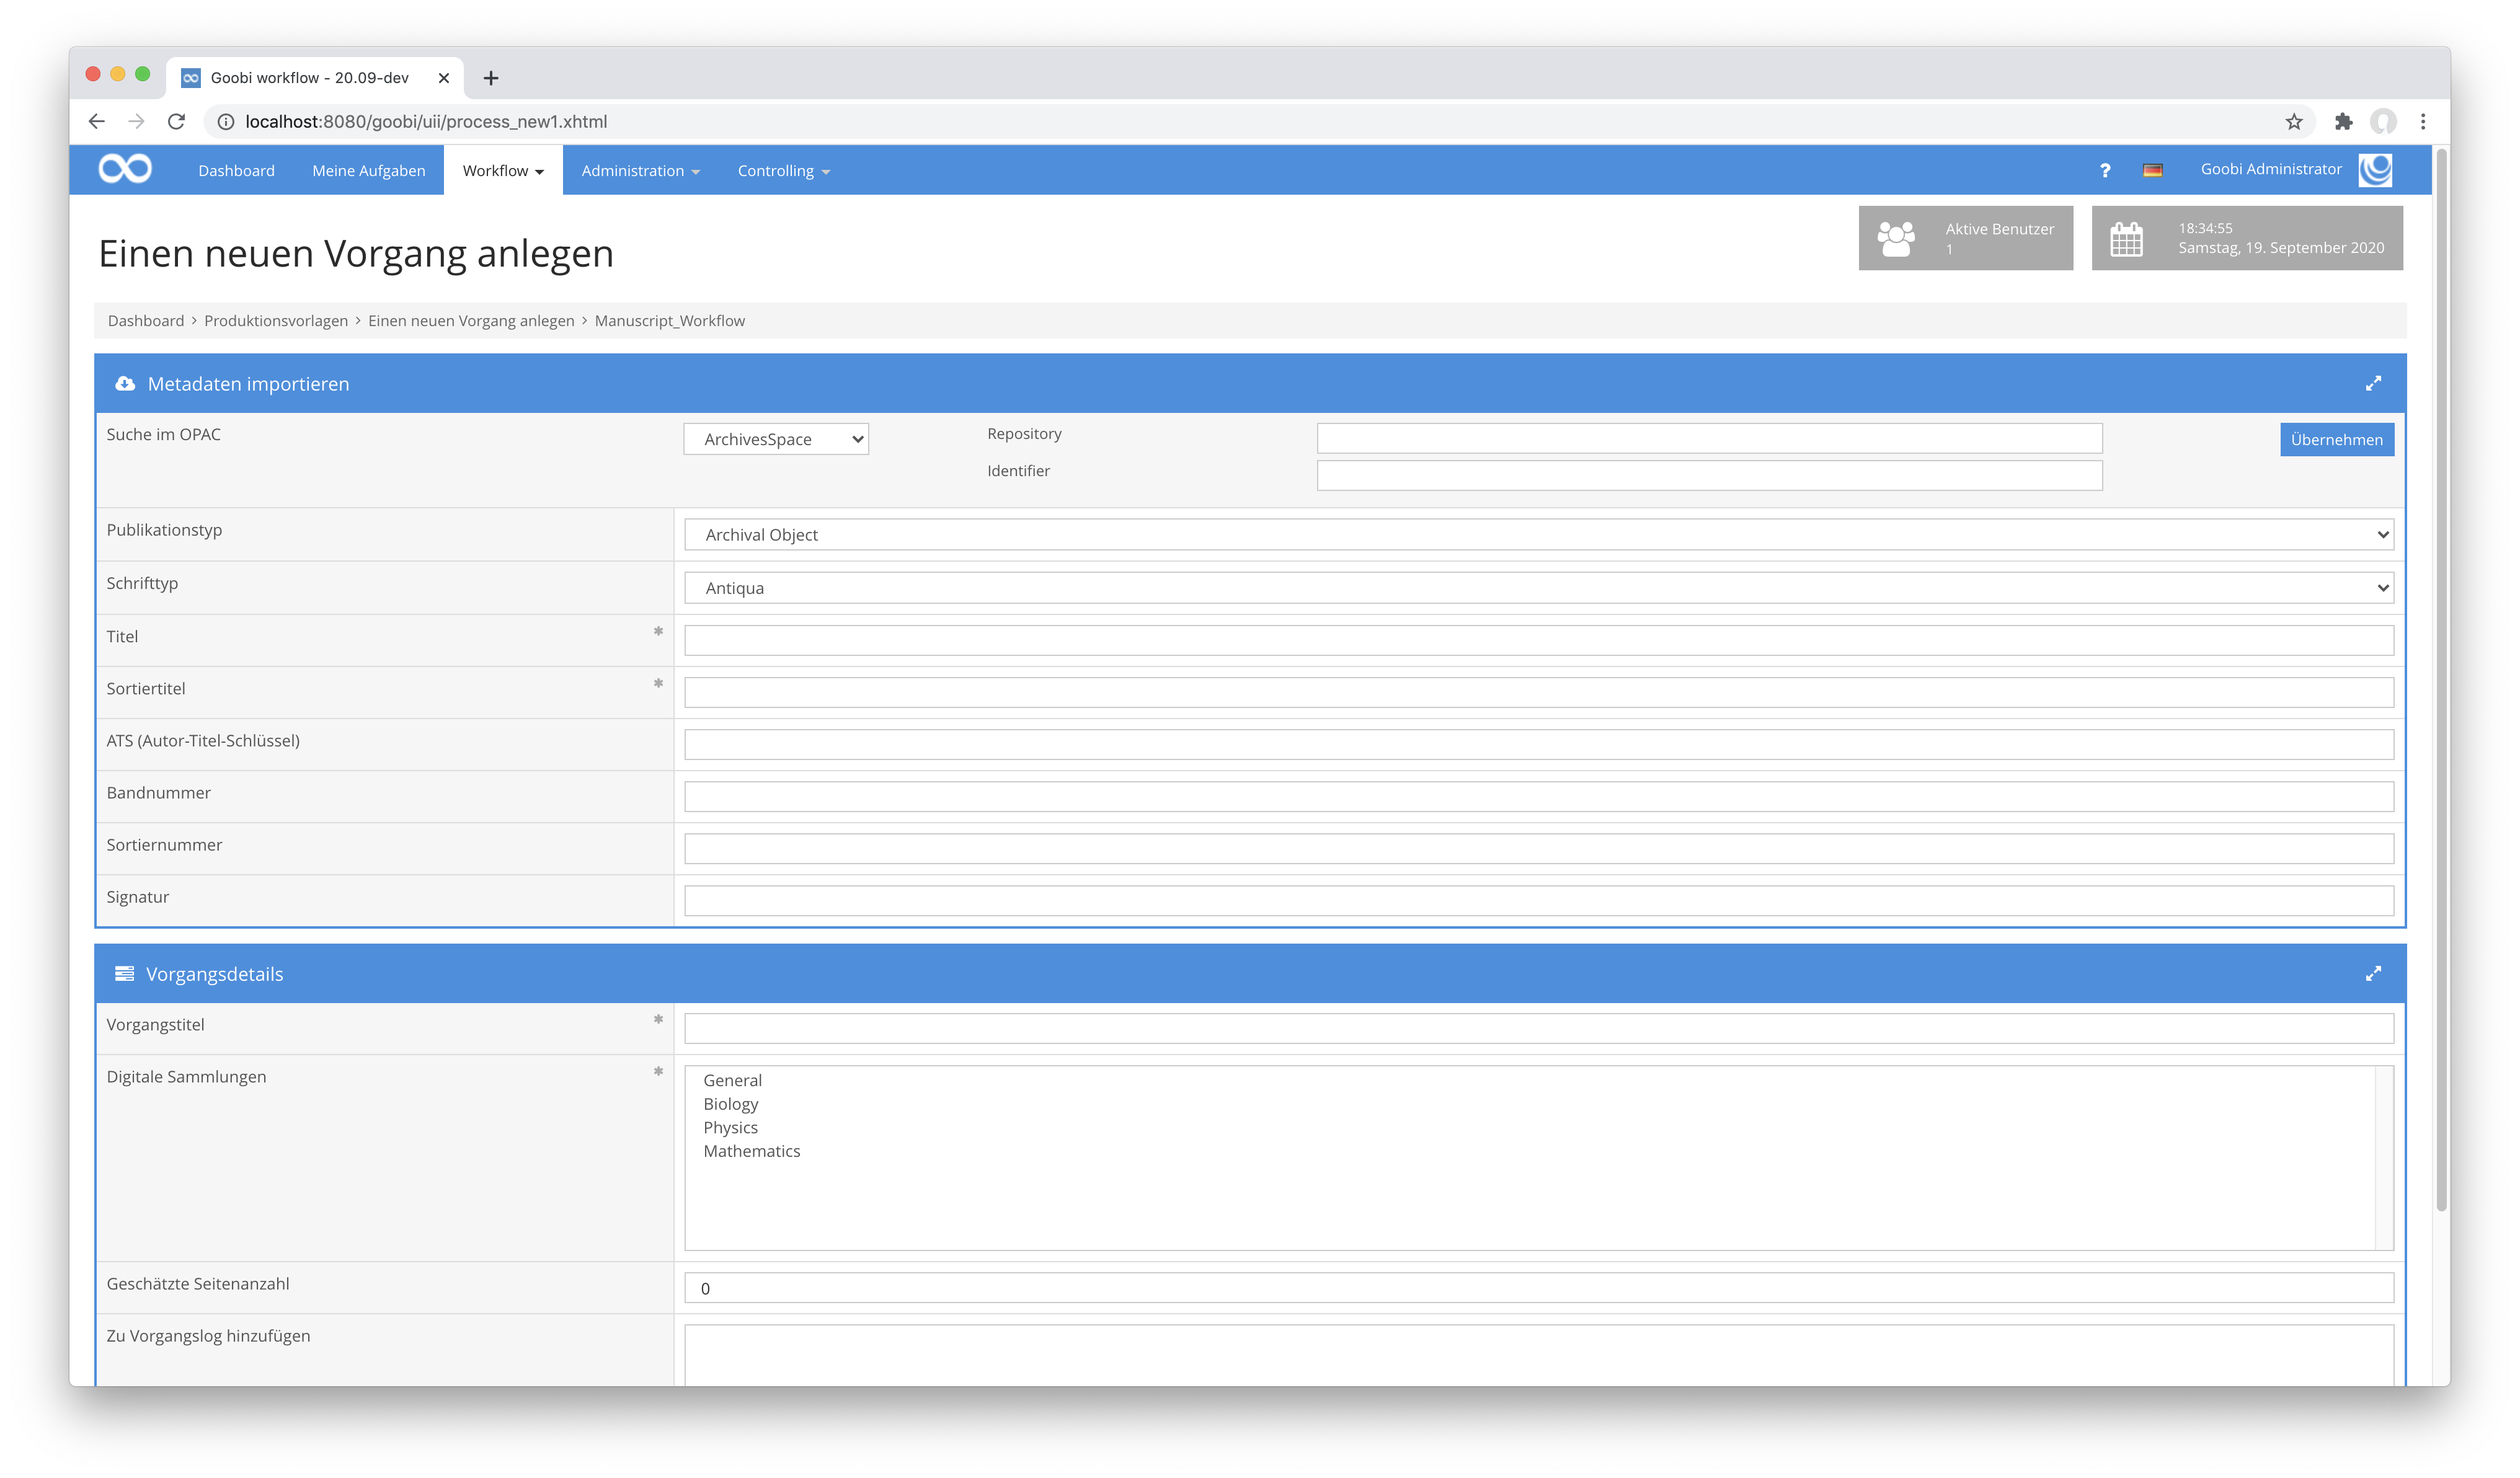 Goobi workflow - 20.09-dev
localhost:8080/goobi/uii/process_new1.xhtml
Dashboard Meine Aufgaben Workflow Administration Controlling ? Goobi Administrator
Einen neuen Vorgang anlegen
Aktive Benutzer
1
18:34:55
Samstag, 19. September 2020
Dashboard > Produktionsvorlagen > Einen neuen Vorgang anlegen > Manuscript_Workflow
Metadaten importieren
Suche im OPAC ArchivesSpace Repository Übernehmen
Identifier
Publikationstyp Archival Object
Schrifttyp Antiqua
Titel *
Sortiertitel *
ATS (Autor-Titel-Schlüssel)
Bandnummer
Sortiernummer
Signatur
Vorgangsdetails
Vorgangstitel *
Digitale Sammlungen * General
Biology
Physics
Mathematics
Geschätzte Seitenanzahl 0
Zu Vorgangslog hinzufügen